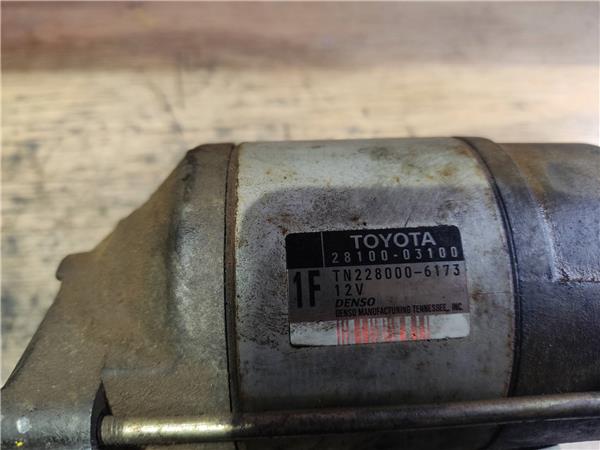 TOYOTA
28100-03100
1F
TN228000-6173
12V
DENSO
DENSO MANUFACTURING TENNESSEE, INC.